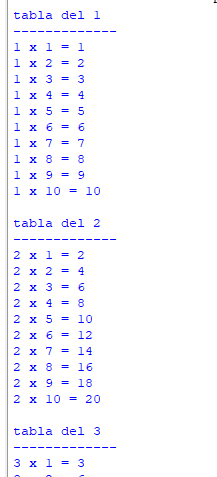 tabla del 1
-------------
1 x 1 = 1
1 x 2 = 2
1 x 3 = 3
1 x 4 = 4
1 x 5 = 5
1 x 6 = 6
1 x 7 = 7
1 x 8 = 8
1 x 9 = 9
1 x 10 = 10

tabla del 2
-------------
2 x 1 = 2
2 x 2 = 4
2 x 3 = 6
2 x 4 = 8
2 x 5 = 10
2 x 6 = 12
2 x 7 = 14
2 x 8 = 16
2 x 9 = 18
2 x 10 = 20

tabla del 3
-------------
3 x 1 = 3